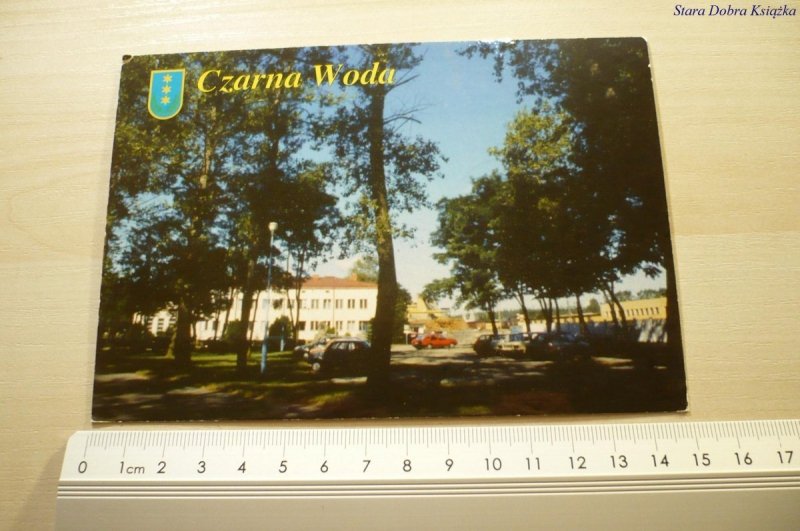 Stara Dobra Książka
Czarna Woda
0 1cm 2 3 4 5 6 7 8 9 10 11 12 13 14 15 16 17